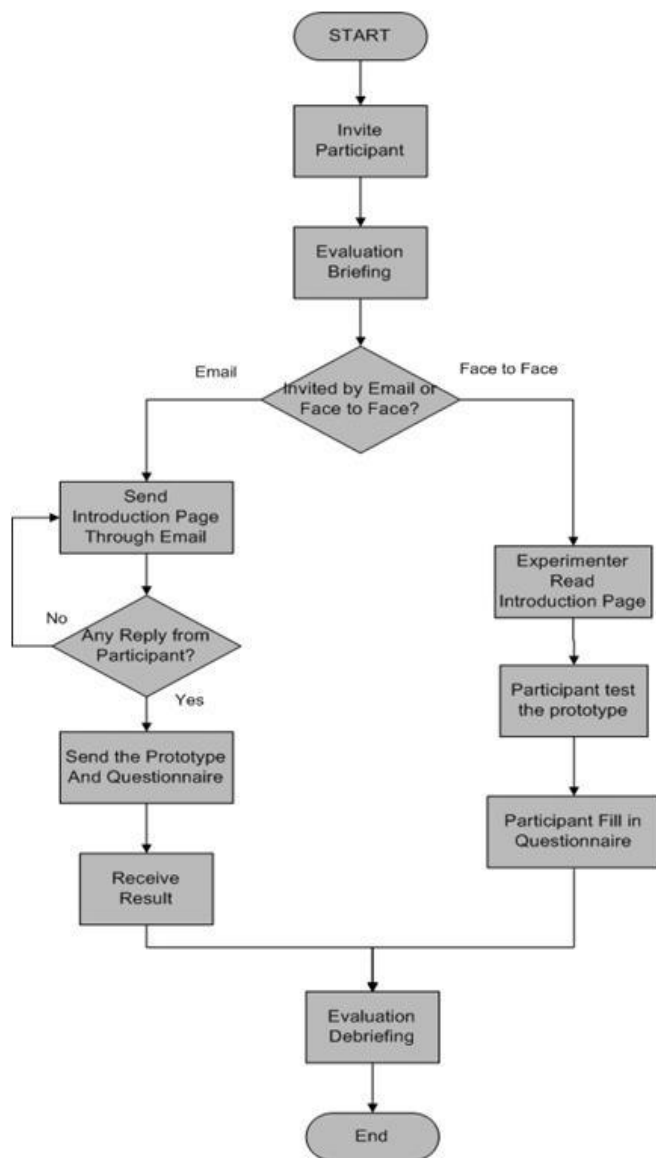 START
Invite
Participant
Evaluation
Briefing
Invited by Email or
Face to Face?
Email
Face to Face
Send
Introduction Page
Through Email
Any Reply from
Participant?
No
Yes
Send the Prototype
And Questionnaire
Receive
Result
Experimenter
Read
Introduction Page
Participant test
the prototype
Participant Fill in
Questionnaire
Evaluation
Debriefing
End